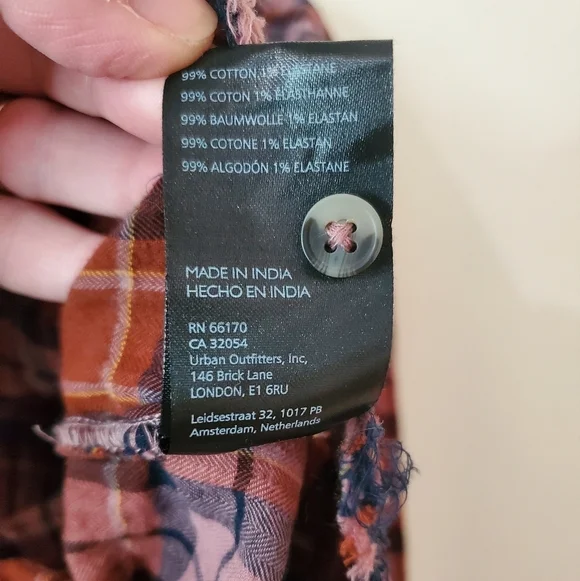 99% COTTON 1% ELASTANE
99% COTON 1% ELASTHANNE
99% BAUMWOLLE 1% ELASTAN
99% COTONE 1% ELASTAN
99% ALGODÓN 1% ELASTANE
MADE IN INDIA
HECHO EN INDIA
RN 66170
CA 32054
Urban Outfitters, Inc,
146 Brick Lane
LONDON, E1 6RU
Leidsestraat 32, 1017 PB
Amsterdam, Netherlands